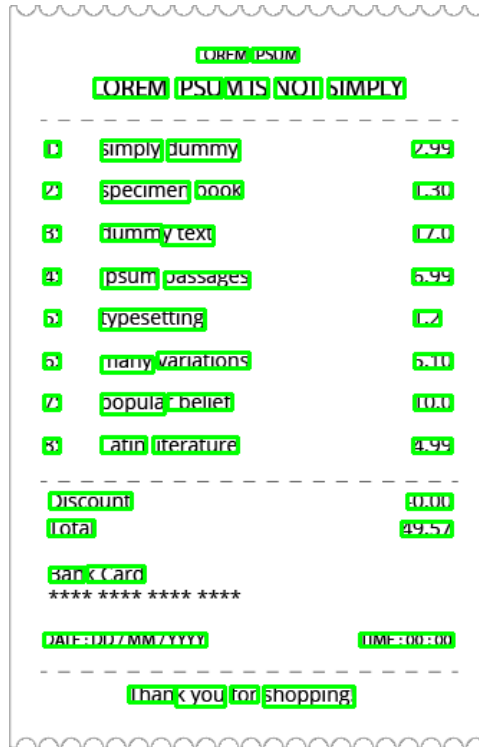 LOREM IPSUM
LOREM IPSUM IS NOT SIMPLY
1: simply dummy 2.99
2: specimen book 1.30
3: dummy text 17.0
4: ipsum passages 6.99
5: typesetting 1.2
6: many variations 5.10
7: popular belief 10.0
8: Latin literature 4.99
Discount -0.00
Total 49.57
Bank Card
**** **** **** ****
DATE : DD / MM / YYYY TIME : 00 : 00
Thank you for shopping!